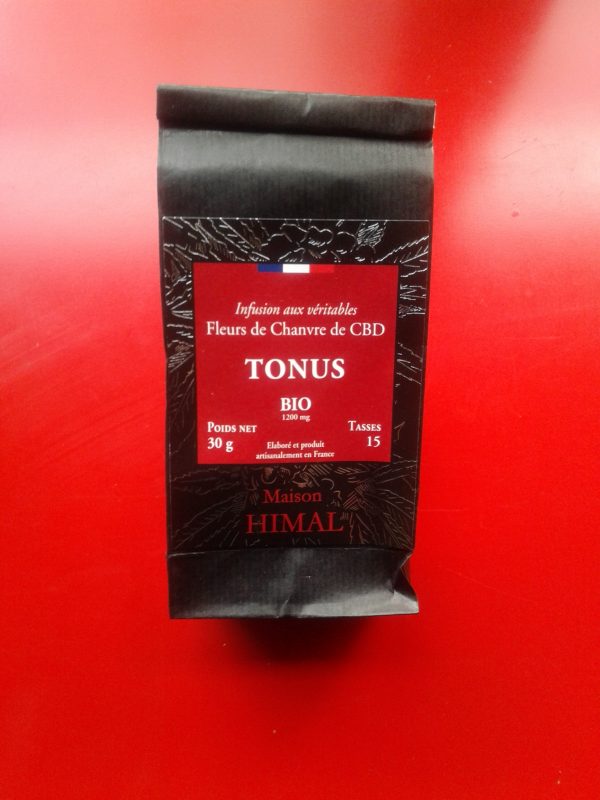 Infusion aux véritables
Fleurs de Chanvre de CBD
TONUS
BIO
1200 mg
POIDS NET
30 g
TASSES
15
Elaboré et produit
artisanalement en France
Maison
HIMAL